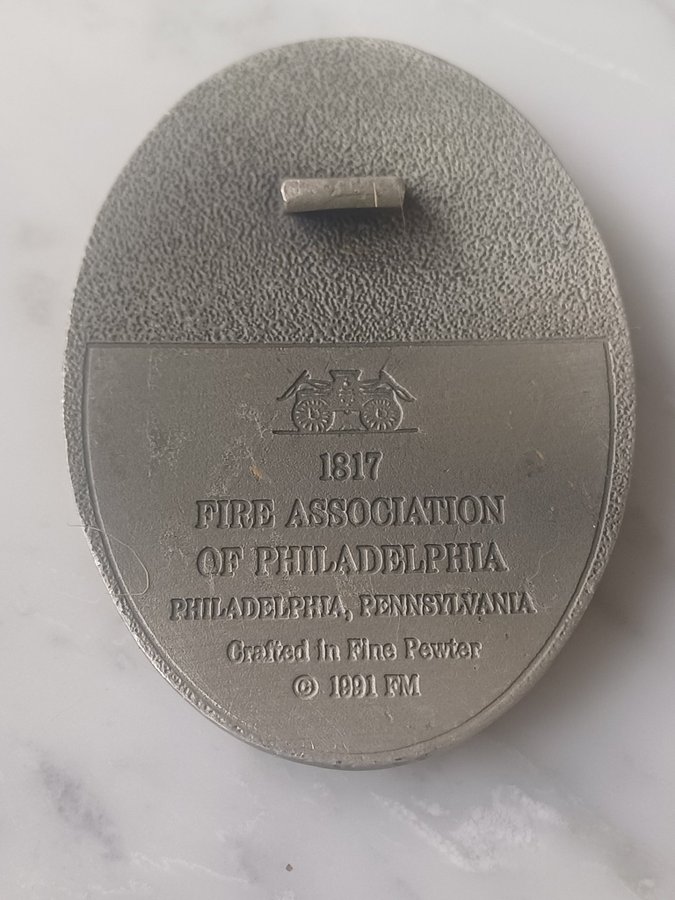 1817
FIRE ASSOCIATION
OF PHILADELPHIA
PHILADELPHIA, PENNSYLVANIA
Crafted in Fine Pewter
© 1991 FM